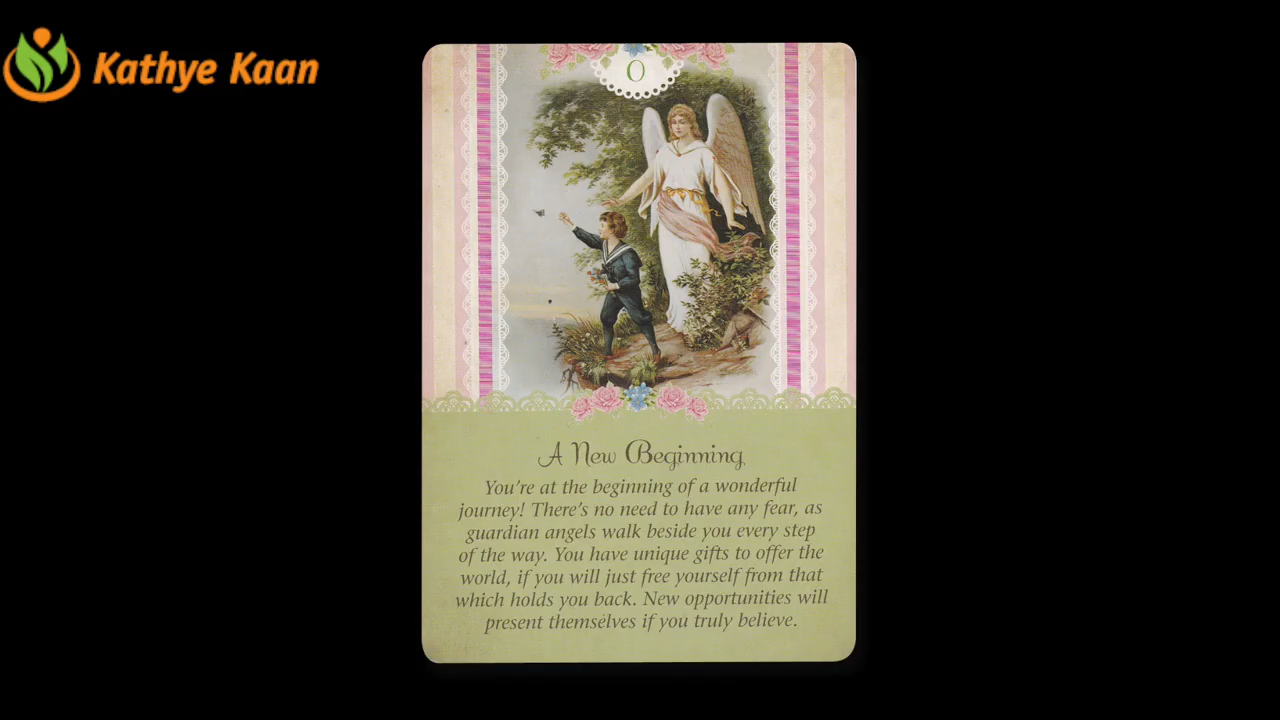 Kathye Kaan
0
A New Beginning
You're at the beginning of a wonderful
journey! There's no need to have any fear, as
guardian angels walk beside you every step
of the way. You have unique gifts to offer the
world, if you will just free yourself from that
which holds you back. New opportunities will
present themselves if you truly believe.